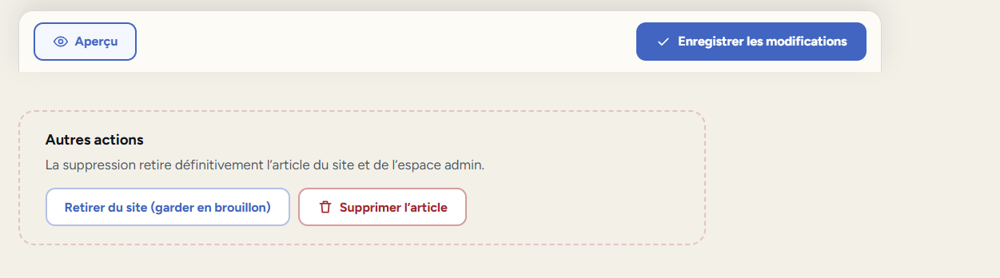 Aperçu
Enregistrer les modifications
Autres actions
La suppression retire définitivement l’article du site et de l’espace admin.
Retirer du site (garder en brouillon)
Supprimer l’article